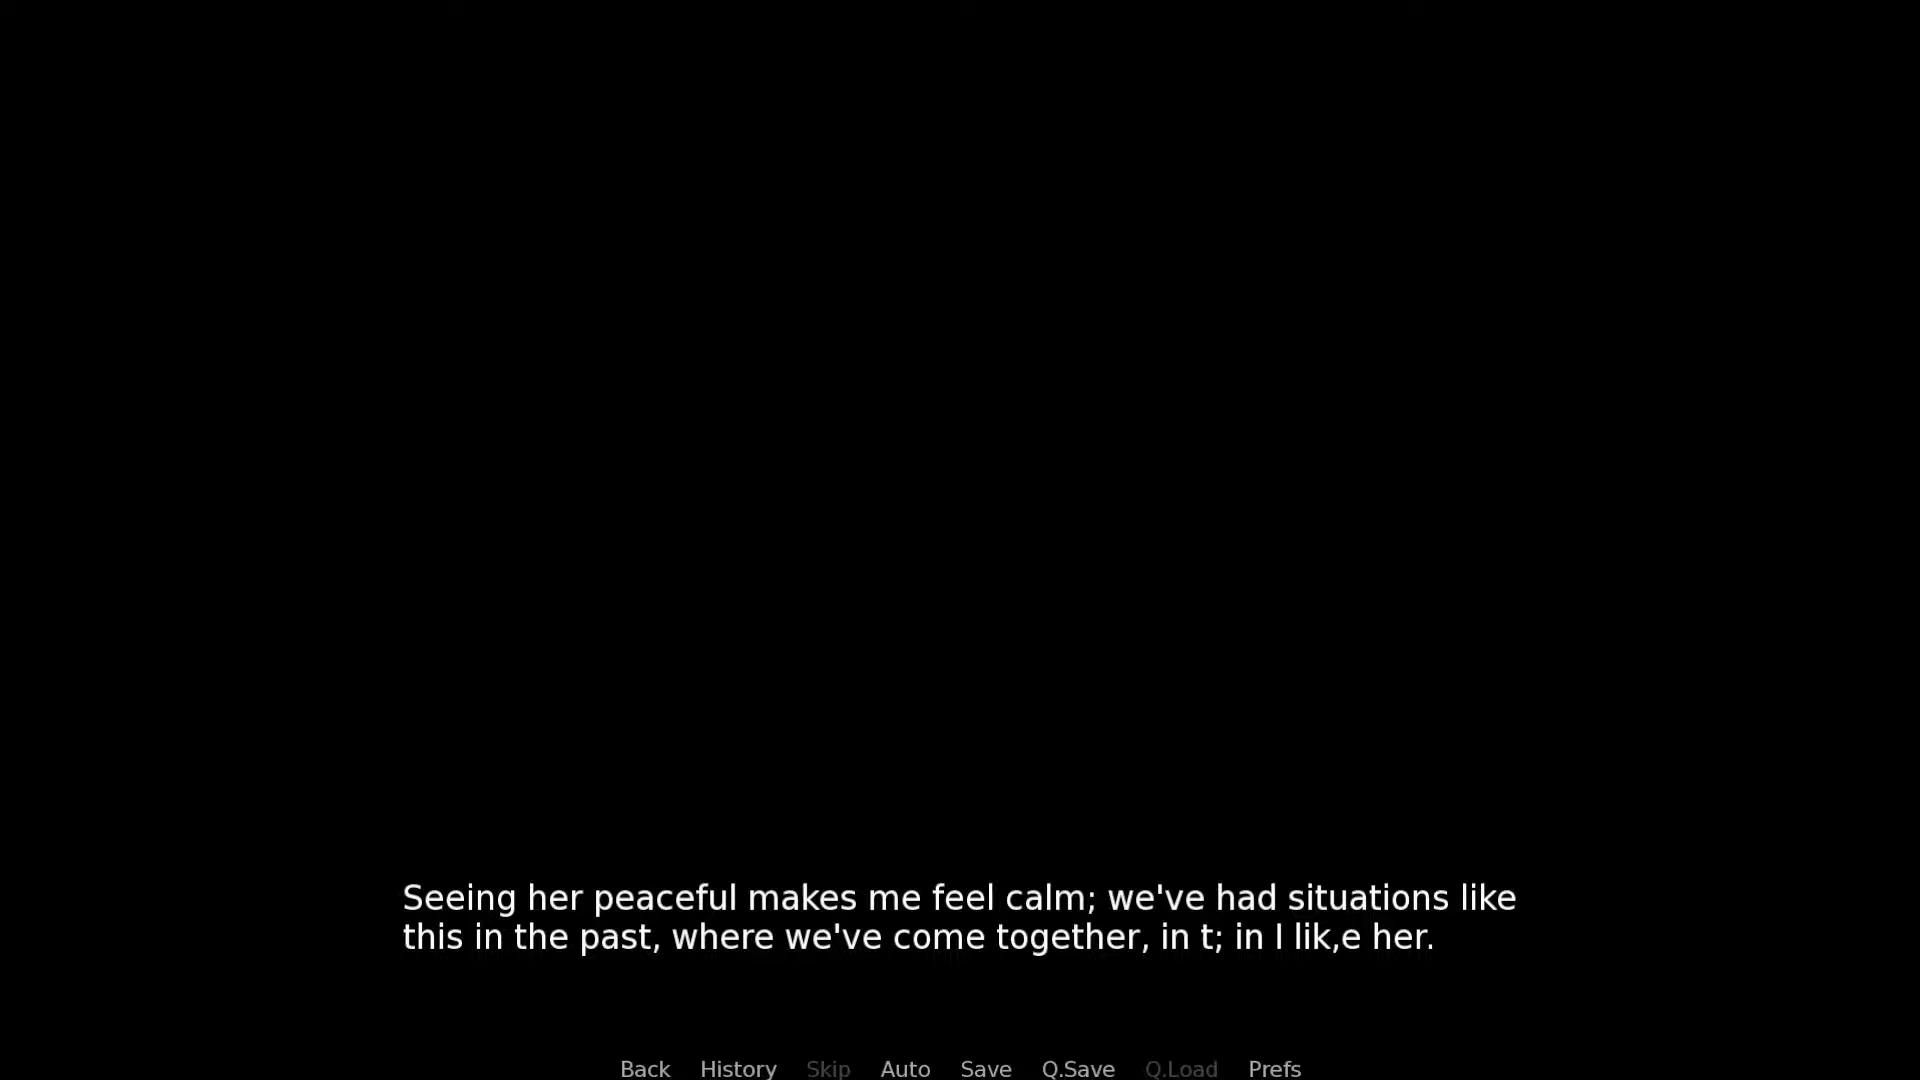 Seeing her peaceful makes me feel calm; we've had situations like
this in the past, where we've come together, in t; in I lik,e her.
Back History Skip Auto Save Q.Save Q.Load Prefs